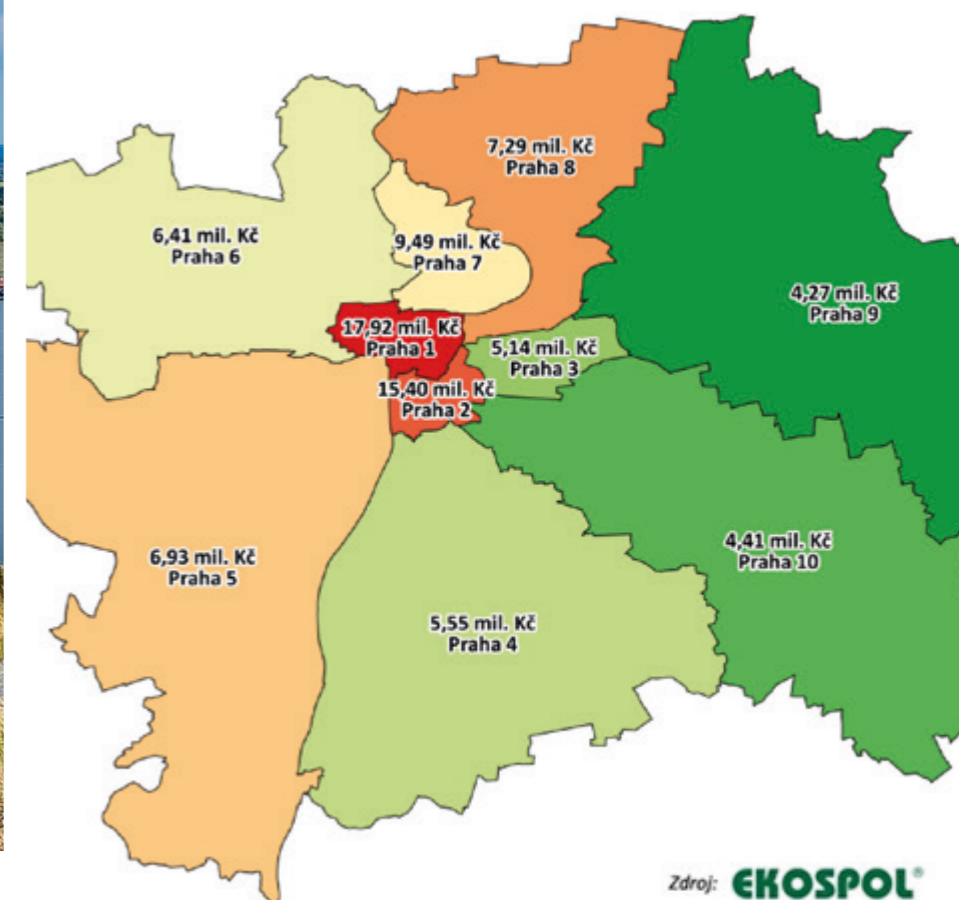 7,29 mil. Kč
Praha 8
6,41 mil. Kč
Praha 6
9,49 mil. Kč
Praha 7
4,27 mil. Kč
Praha 9
17,92 mil. Kč
Praha 1
5,14 mil. Kč
Praha 3
15,40 mil. Kč
Praha 2
6,93 mil. Kč
Praha 5
4,41 mil. Kč
Praha 10
5,55 mil. Kč
Praha 4
Zdroj: EKOSPOL®